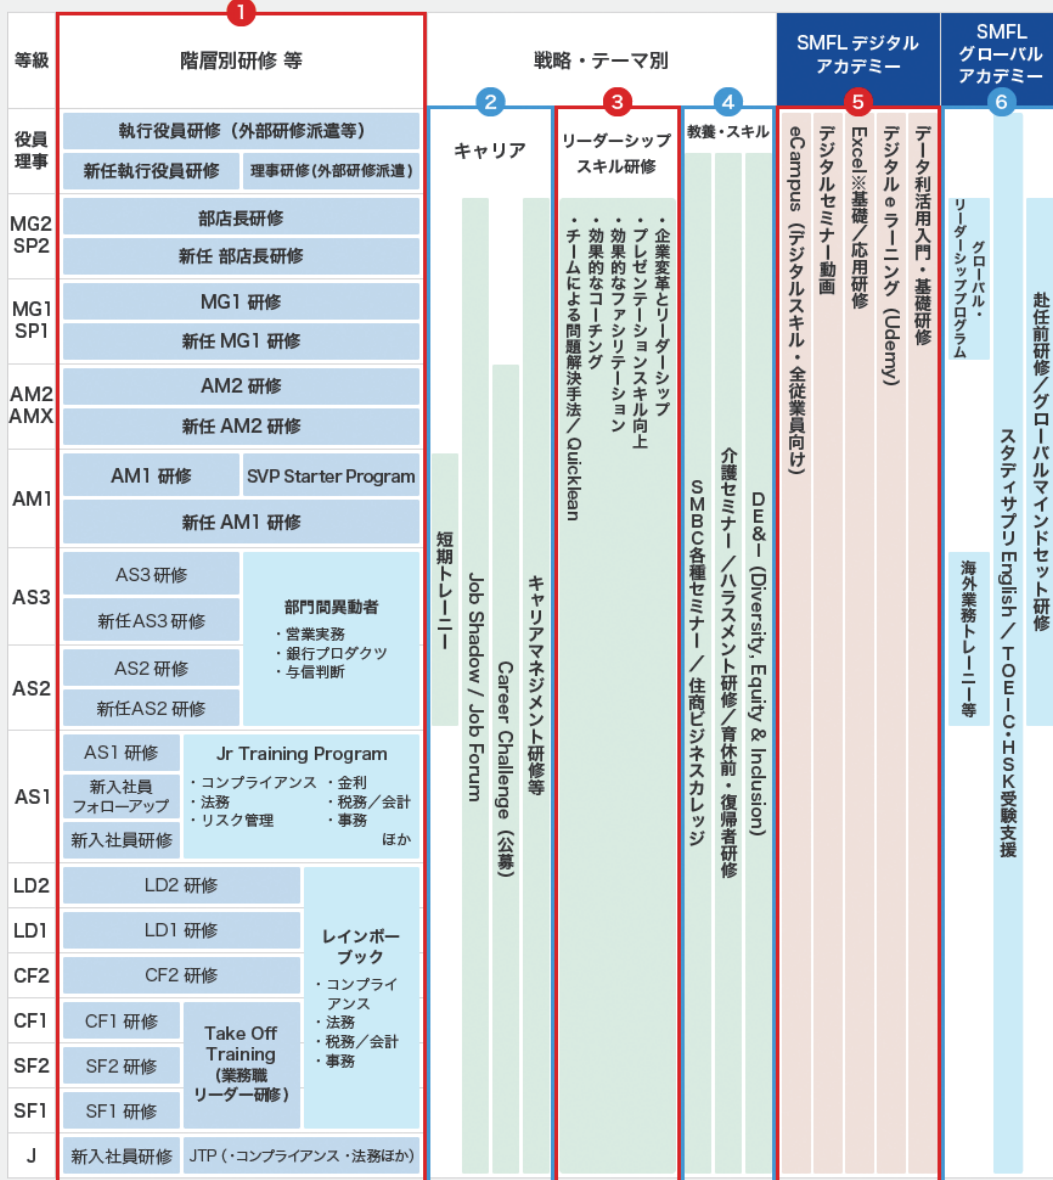 1
等級
階層別研修 等
戦略・テーマ別
SMFL デジタル
アカデミー
SMFL
グローバル
アカデミー
2
3
4
5
6
キャリア
リーダーシップ
スキル研修
教養・スキル
役員
理事
執行役員研修（外部研修派遣等）
新任執行役員研修
理事研修(外部研修派遣)
MG2
SP2
部店長研修
新任 部店長研修
MG1
SP1
MG1 研修
新任 MG1 研修
AM2
AMX
AM2 研修
新任 AM2 研修
AM1
AM1 研修
SVP Starter Program
新任 AM1 研修
AS3
AS3 研修
新任AS3 研修
AS2
AS2 研修
新任AS2 研修
部門間異動者
・営業実務
・銀行プロダクツ
・与信判断
AS1
AS1 研修
新入社員
フォローアップ
新入社員研修
Jr Training Program
・コンプライアンス
・法務
・リスク管理
・金利
・税務／会計
・事務
ほか
LD2
LD2 研修
LD1
LD1 研修
CF2
CF2 研修
CF1
CF1 研修
SF2
SF2 研修
SF1
SF1 研修
Take Off
Training
(業務職
リーダー研修)
レインボー
ブック
・コンプライ
アンス
・法務
・税務／会計
・事務
J
新入社員研修
JTP（・コンプライアンス・法務ほか）
短期トレーニー
Job Shadow / Job Forum
Career Challenge（公募）
キャリアマネジメント研修等
・企業変革とリーダーシップ
・プレゼンテーションスキル向上
・効果的なファシリテーション
・効果的なコーチング
・チームによる問題解決手法／Quicklean
SMBC各種セミナー／住商ビジネスカレッジ
介護セミナー／ハラスメント研修／育休前・復帰者研修
DE&I（Diversity, Equity & Inclusion）
eCampus（デジタルスキル・全従業員向け）
デジタルセミナー動画
Excel※基礎／応用研修
デジタル e ラーニング（Udemy）
データ利活用入門・基礎研修
グローバル・
リーダーシッププログラム
海外業務トレーニー等
スタディサプリ English / TOEIC・HSK受験支援
赴任前研修／グローバルマインドセット研修